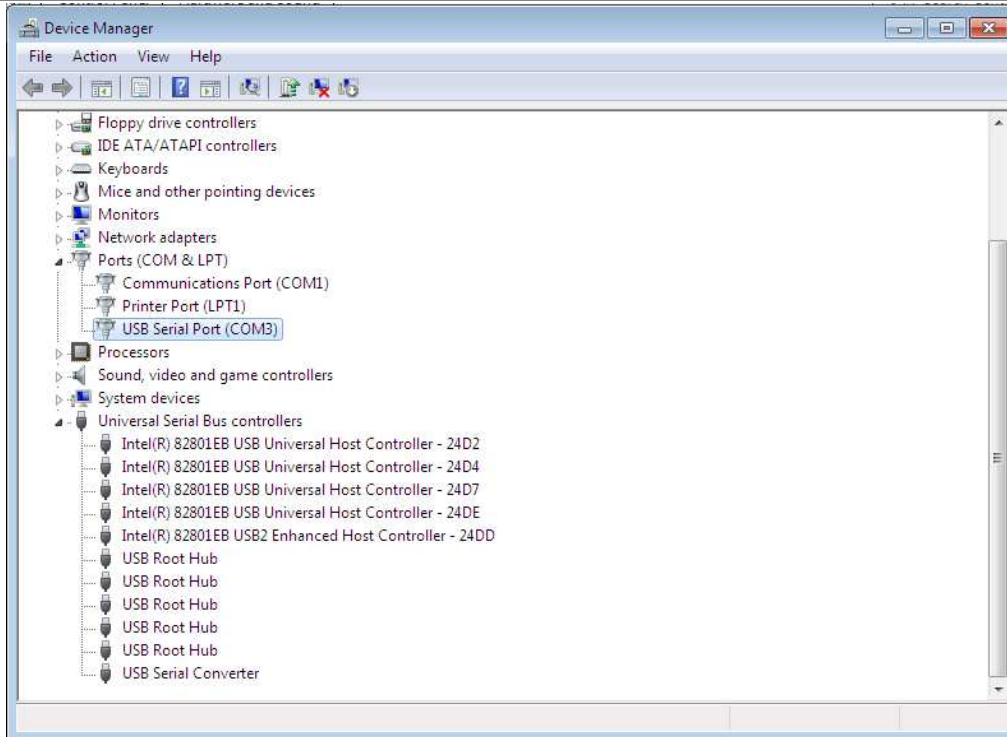 Device Manager
File Action View Help
Floppy drive controllers
IDE ATA/ATAPI controllers
Keyboards
Mice and other pointing devices
Monitors
Network adapters
Ports (COM & LPT)
Communications Port (COM1)
Printer Port (LPT1)
USB Serial Port (COM3)
Processors
Sound, video and game controllers
System devices
Universal Serial Bus controllers
Intel(R) 82801EB USB Universal Host Controller - 24D2
Intel(R) 82801EB USB Universal Host Controller - 24D4
Intel(R) 82801EB USB Universal Host Controller - 24D7
Intel(R) 82801EB USB Universal Host Controller - 24DE
Intel(R) 82801EB USB2 Enhanced Host Controller - 24DD
USB Root Hub
USB Root Hub
USB Root Hub
USB Root Hub
USB Root Hub
USB Serial Converter